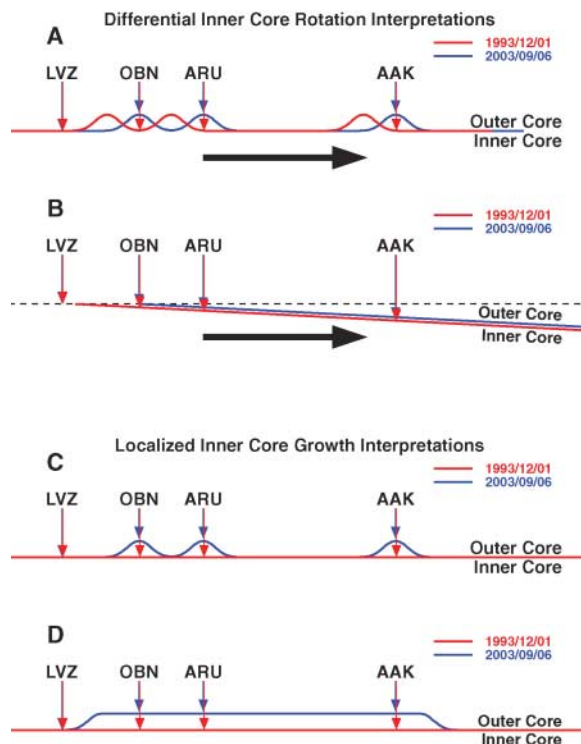 Differential Inner Core Rotation Interpretations
A
1993/12/01
2003/09/06
LVZ OBN ARU AAK
Outer Core
Inner Core
B
1993/12/01
2003/09/06
LVZ OBN ARU AAK
Outer Core
Inner Core
Localized Inner Core Growth Interpretations
C
1993/12/01
2003/09/06
LVZ OBN ARU AAK
Outer Core
Inner Core
D
1993/12/01
2003/09/06
LVZ OBN ARU AAK
Outer Core
Inner Core